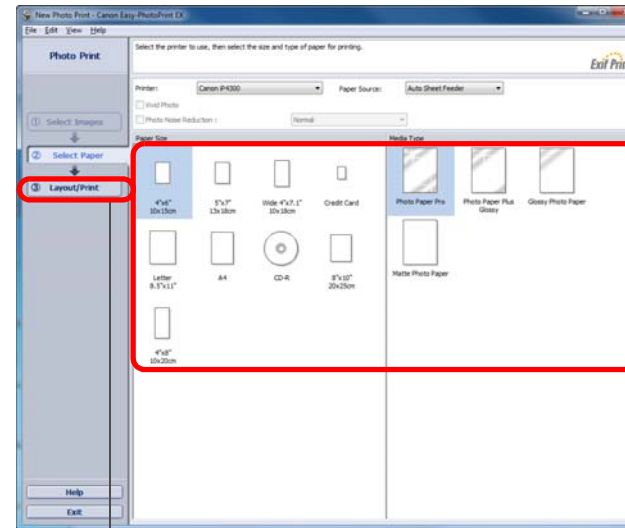 New Photo Print - Canon Easy-PhotoPrint EX
File Edit View Help
Photo Print
Select the printer to use, then select the size and type of paper for printing.
Exif Prin
Printer: Canon iP4300 Paper Source: Auto Sheet Feeder
Vivid Photo
Photo Noise Reduction : Normal
① Select Images
② Select Paper
③ Layout/Print
Paper Size
4"x6"
10x15cm
5"x7"
13x18cm
Wide 4"x7.1"
10x18cm
Credit Card
Letter
8.5"x11"
A4
CD-R
8"x10"
20x25cm
4"x8"
10x20cm
Media Type
Photo Paper Pro
Photo Paper Plus
Glossy
Glossy Photo Paper
Matte Photo Paper
Help
Exit